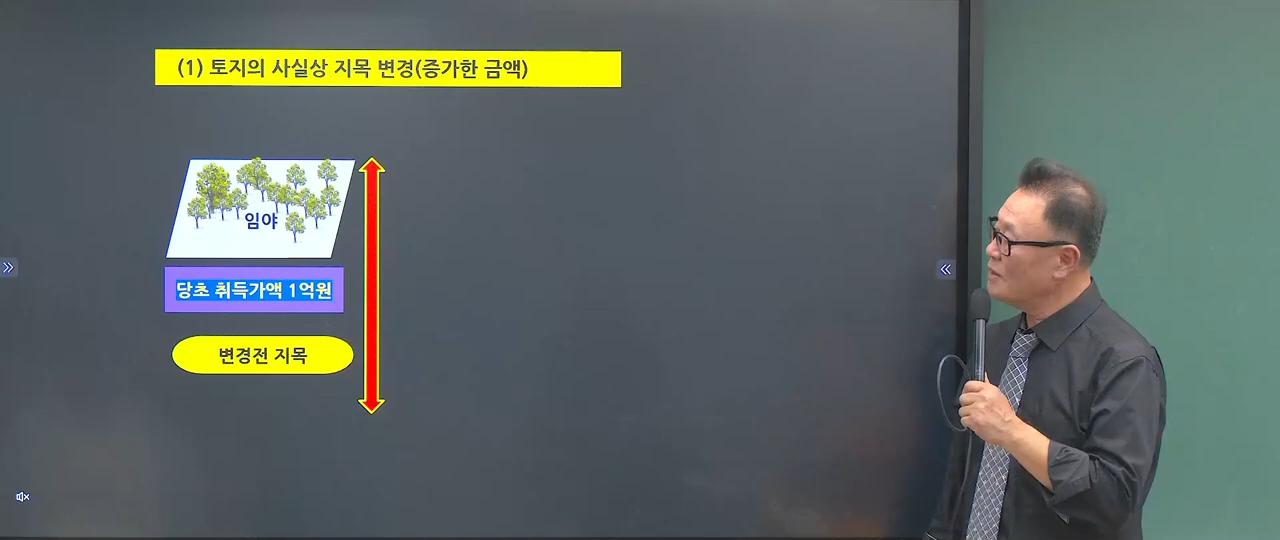 (1) 토지의 사실상 지목 변경(증가한 금액)
임야
당초 취득가액 1억원
변경전 지목